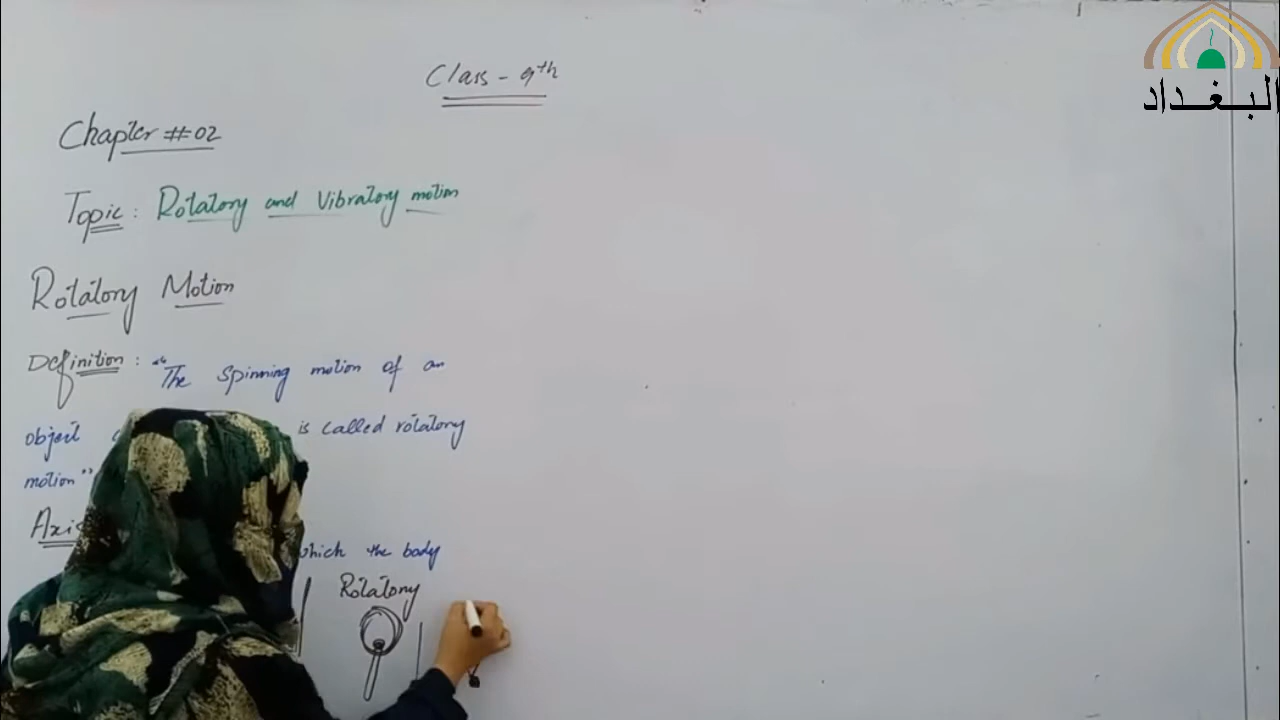 البغداد
Class - 9th
Chapter # 02
Topic : Rotatory and Vibratory motion
Rotatory Motion
Definition : "The spinning motion of an
object is called rotatory
motion"
which the body
Rotatory